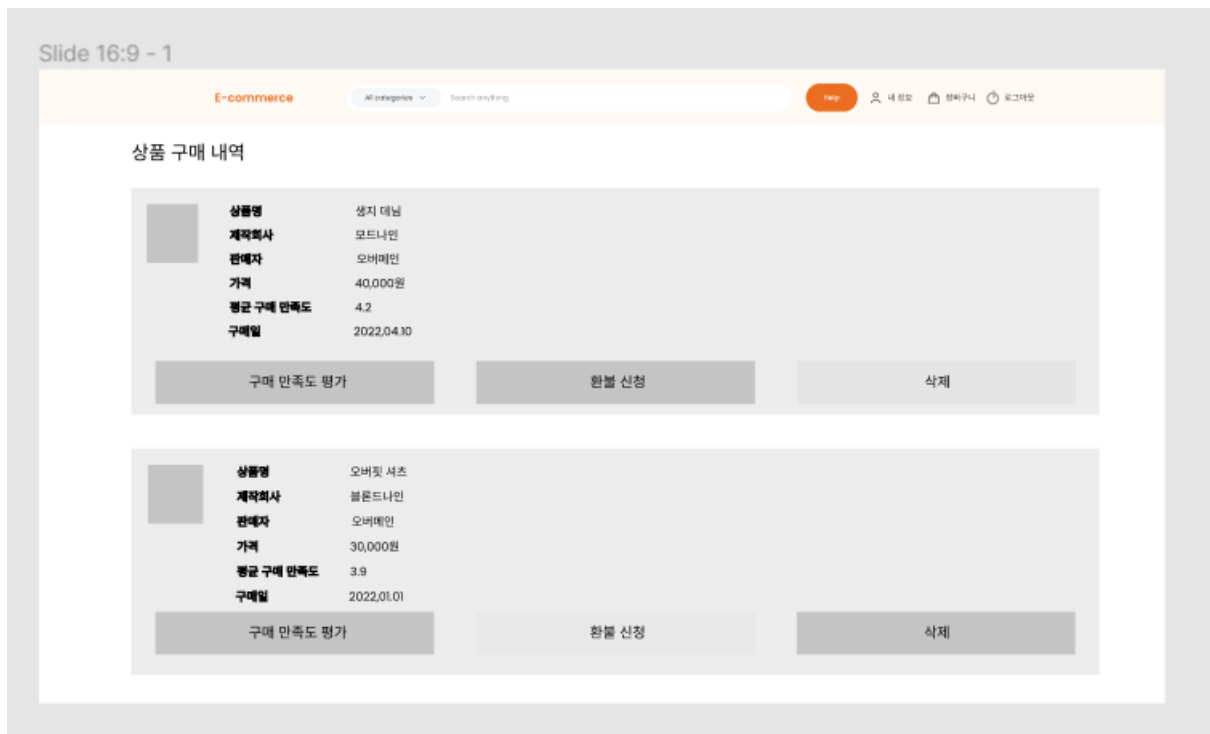 Slide 16:9 - 1
E-commerce All categories Search anything Help 내 정보 장바구니 로그아웃
상품 구매 내역
상품명 생지 데님
제작회사 모드나인
판매자 오버메인
가격 40,000원
평균 구매 만족도 4.2
구매일 2022,04.10
구매 만족도 평가 환불 신청 삭제
상품명 오버핏 셔츠
제작회사 블론드나인
판매자 오버메인
가격 30,000원
평균 구매 만족도 3.9
구매일 2022,01.01
구매 만족도 평가 환불 신청 삭제